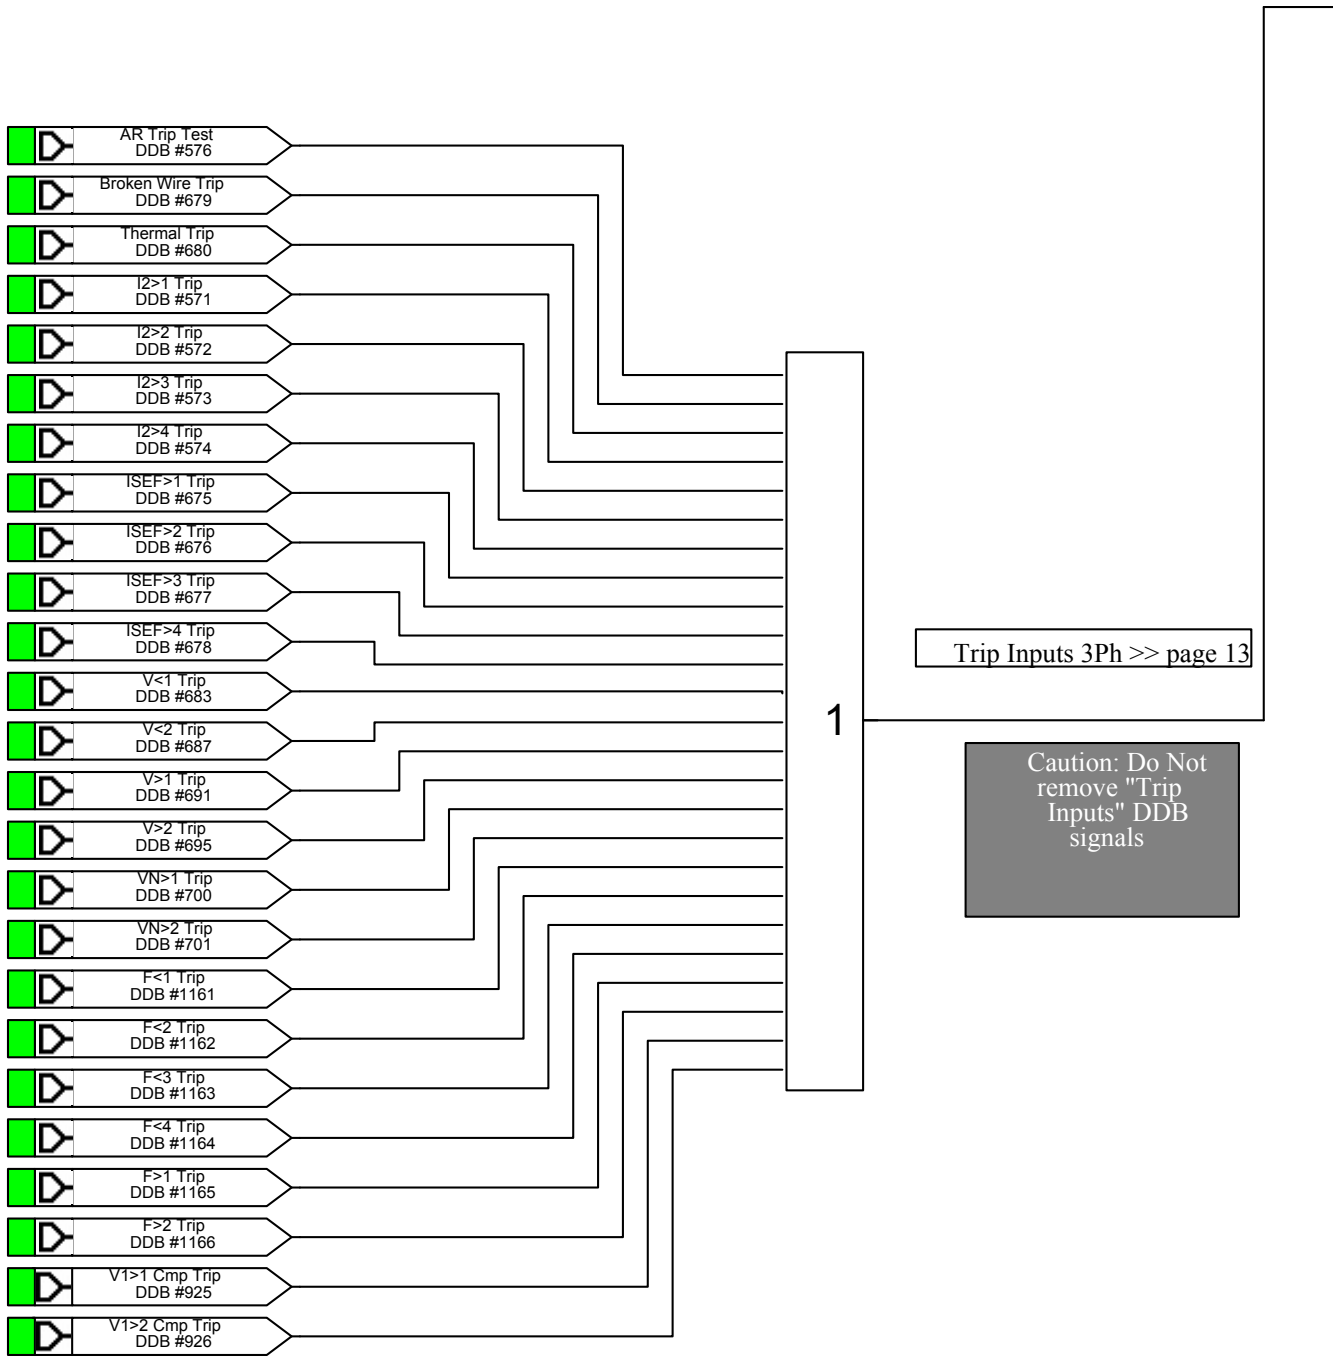 AR Trip Test
DDB #576
Broken Wire Trip
DDB #679
Thermal Trip
DDB #680
I2>1 Trip
DDB #571
I2>2 Trip
DDB #572
I2>3 Trip
DDB #573
I2>4 Trip
DDB #574
ISEF>1 Trip
DDB #675
ISEF>2 Trip
DDB #676
ISEF>3 Trip
DDB #677
ISEF>4 Trip
DDB #678
V<1 Trip
DDB #683
V<2 Trip
DDB #687
V>1 Trip
DDB #691
V>2 Trip
DDB #695
VN>1 Trip
DDB #700
VN>2 Trip
DDB #701
F<1 Trip
DDB #1161
F<2 Trip
DDB #1162
F<3 Trip
DDB #1163
F<4 Trip
DDB #1164
F>1 Trip
DDB #1165
F>2 Trip
DDB #1166
V1>1 Cmp Trip
DDB #925
V1>2 Cmp Trip
DDB #926
1
Trip Inputs 3Ph >> page 13
Caution: Do Not
remove "Trip
Inputs" DDB
signals